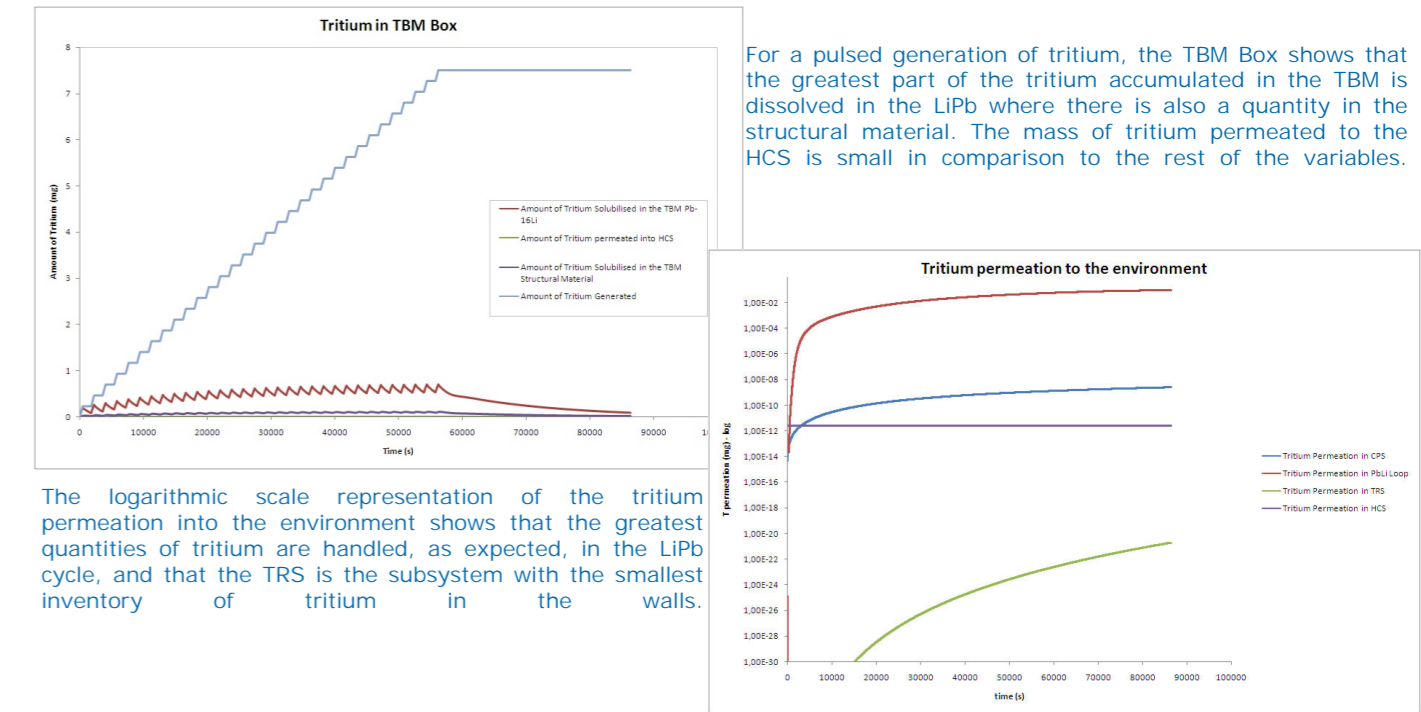 Tritium in TBM Box
8
7
6
5
4
3
2
1
0
Amount of Tritium (mg)
0 10000 20000 30000 40000 50000 60000 70000 80000 90000 1
Time (s)
Amount of Tritium Solubilised in the TBM Pb-
16Li
Amount of Tritium permeated into HCS
Amount of Tritium Solubilised in the TBM
Structural Material
Amount of Tritium Generated
For a pulsed generation of tritium, the TBM Box shows that
the greatest part of the tritium accumulated in the TBM is
dissolved in the LiPb where there is also a quantity in the
structural material. The mass of tritium permeated to the
HCS is small in comparison to the rest of the variables.
The logarithmic scale representation of the tritium
permeation into the environment shows that the greatest
quantities of tritium are handled, as expected, in the LiPb
cycle, and that the TRS is the subsystem with the smallest
inventory of tritium in the walls.
Tritium permeation to the environment
1,00E-02
1,00E-04
1,00E-06
1,00E-08
1,00E-10
1,00E-12
1,00E-14
1,00E-16
1,00E-18
1,00E-20
1,00E-22
1,00E-24
1,00E-26
1,00E-28
1,00E-30
T permeation (mg) - log
0 10000 20000 30000 40000 50000 60000 70000 80000 90000 100000
time (s)
Tritium Permeation in CPS
Tritium Permeation in PbLi Loop
Tritium Permeation in TRS
Tritium Permeation in HCS